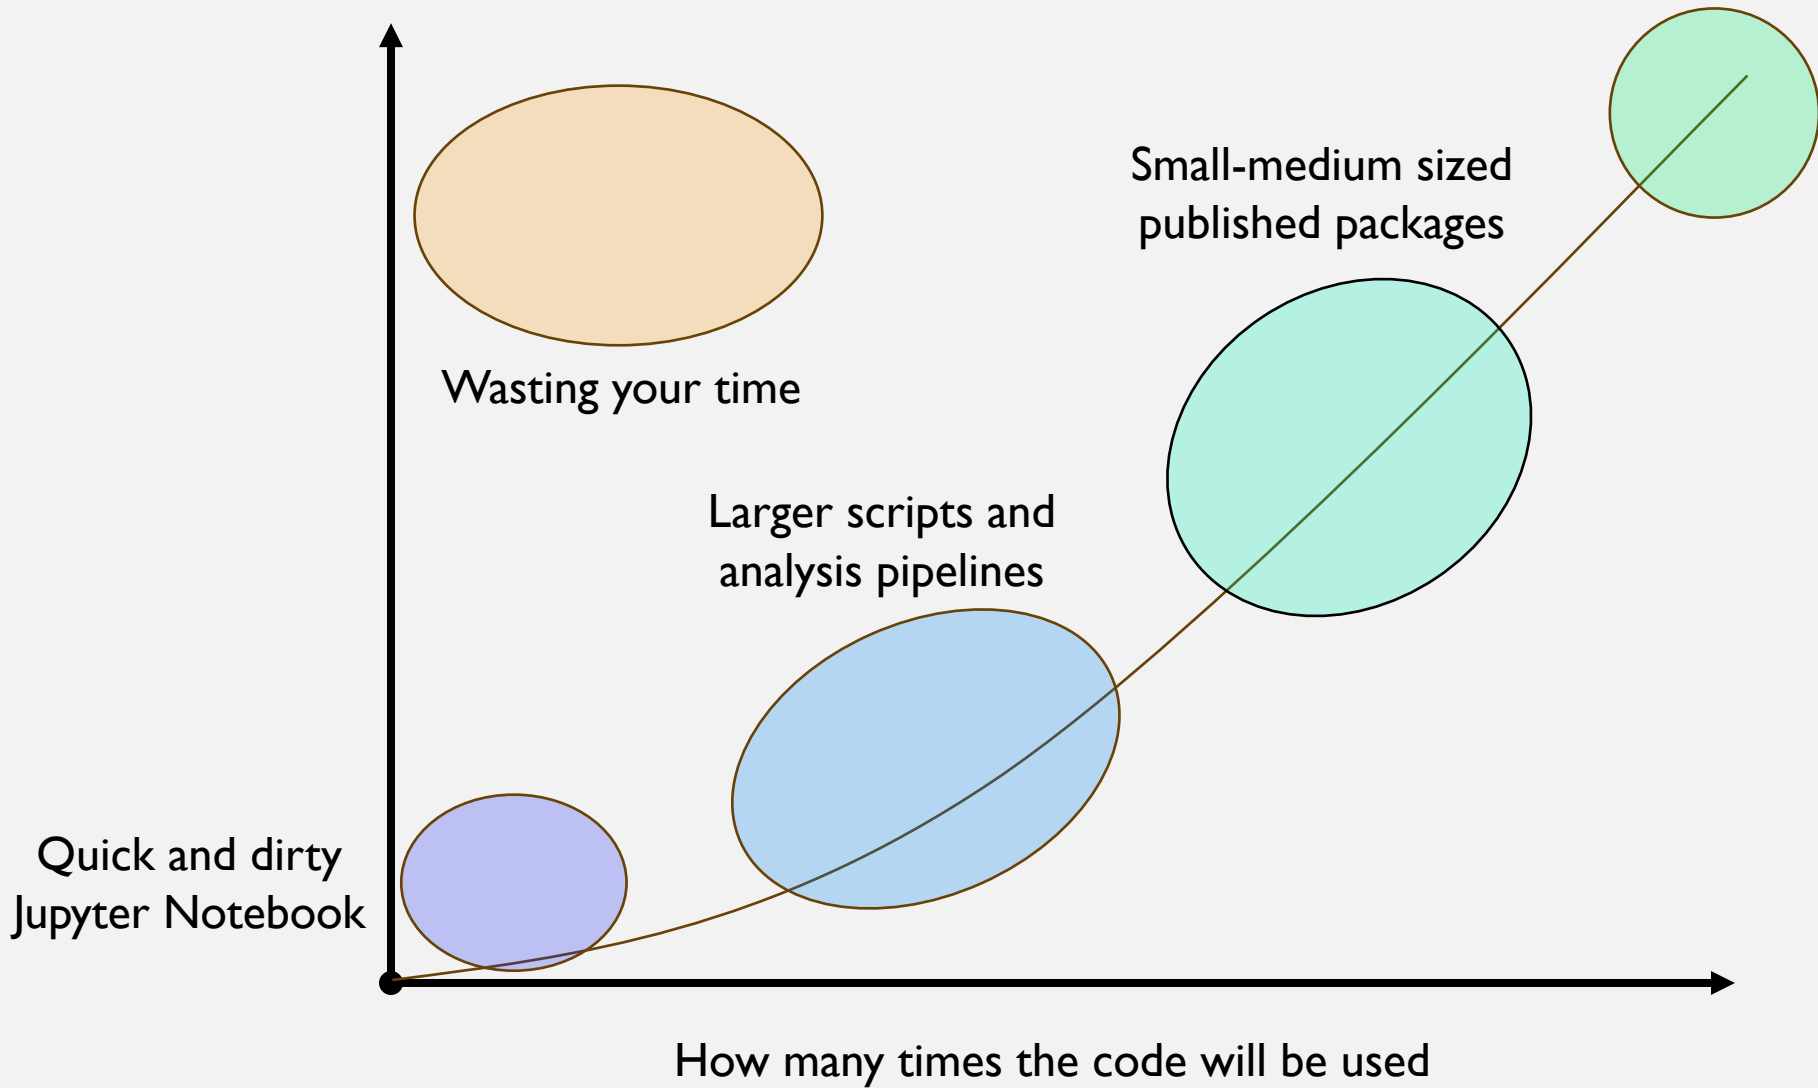 Small-medium sized
published packages
Wasting your time
Larger scripts and
analysis pipelines
Quick and dirty
Jupyter Notebook
How many times the code will be used